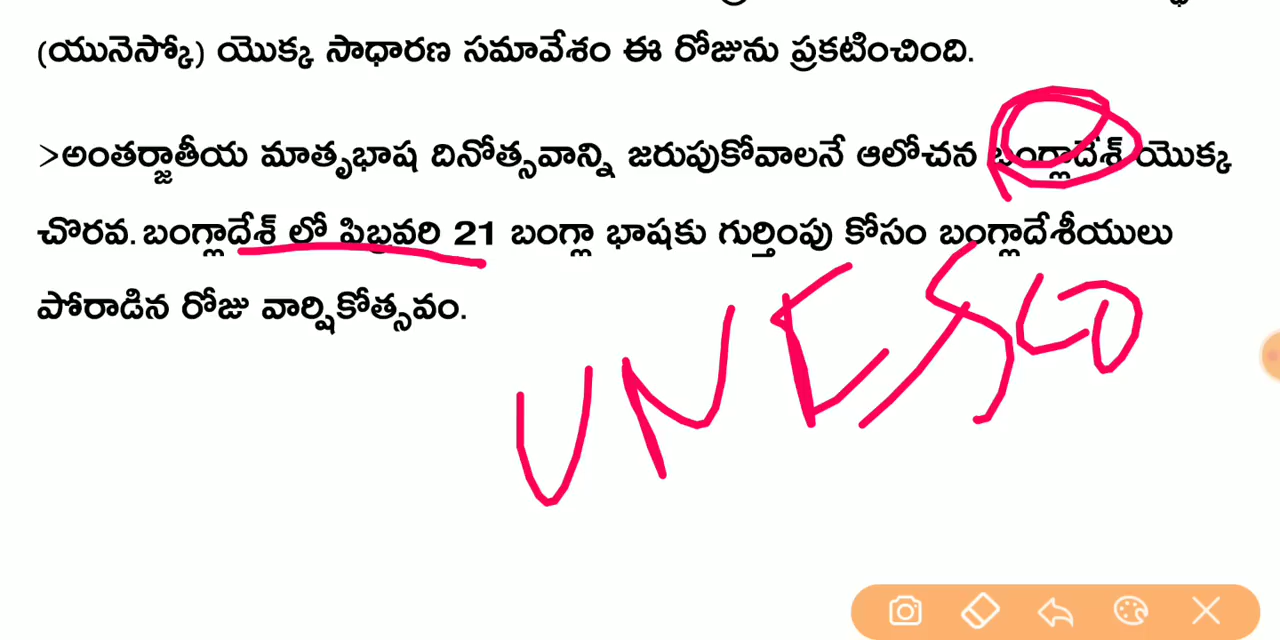 (యునెస్కో) యొక్క సాధారణ సమావేశం ఈ రోజును ప్రకటించింది.
>అంతర్జాతీయ మాతృభాష దినోత్సవాన్ని జరుపుకోవాలనే ఆలోచన బంగ్లాదేశ్ యొక్క
చొరవ. బంగ్లాదేశ్ లో పిబ్రవరి 21 బంగ్లా భాషకు గుర్తింపు కోసం బంగ్లాదేశీయులు
పోరాడిన రోజు వార్షికోత్సవం.
UNESCO